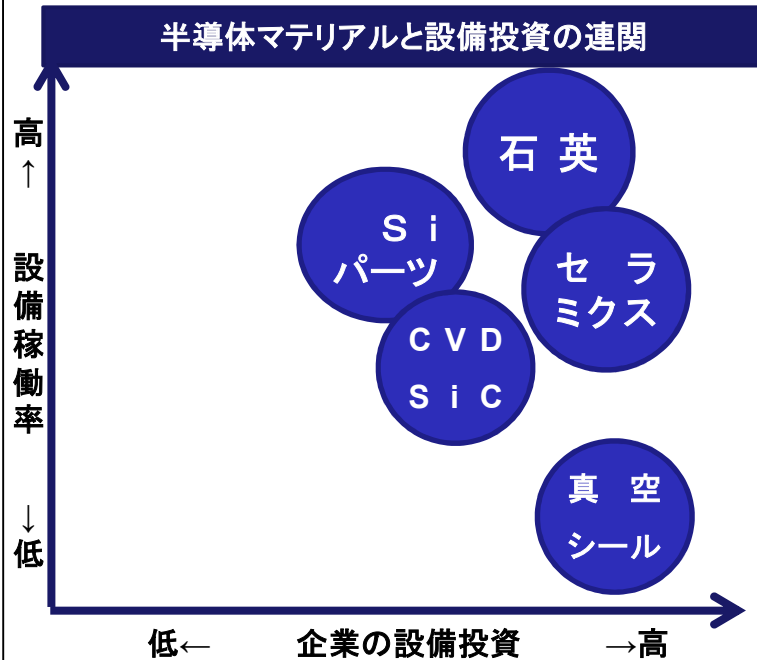 半導体マテリアルと設備投資の連関
高
↑
設
備
稼
働
率
↓
低
石 英
Ｓｉ
パーツ
セ ラ
ミクス
C V D
S i C
真 空
シール
低← 企業の設備投資 →高